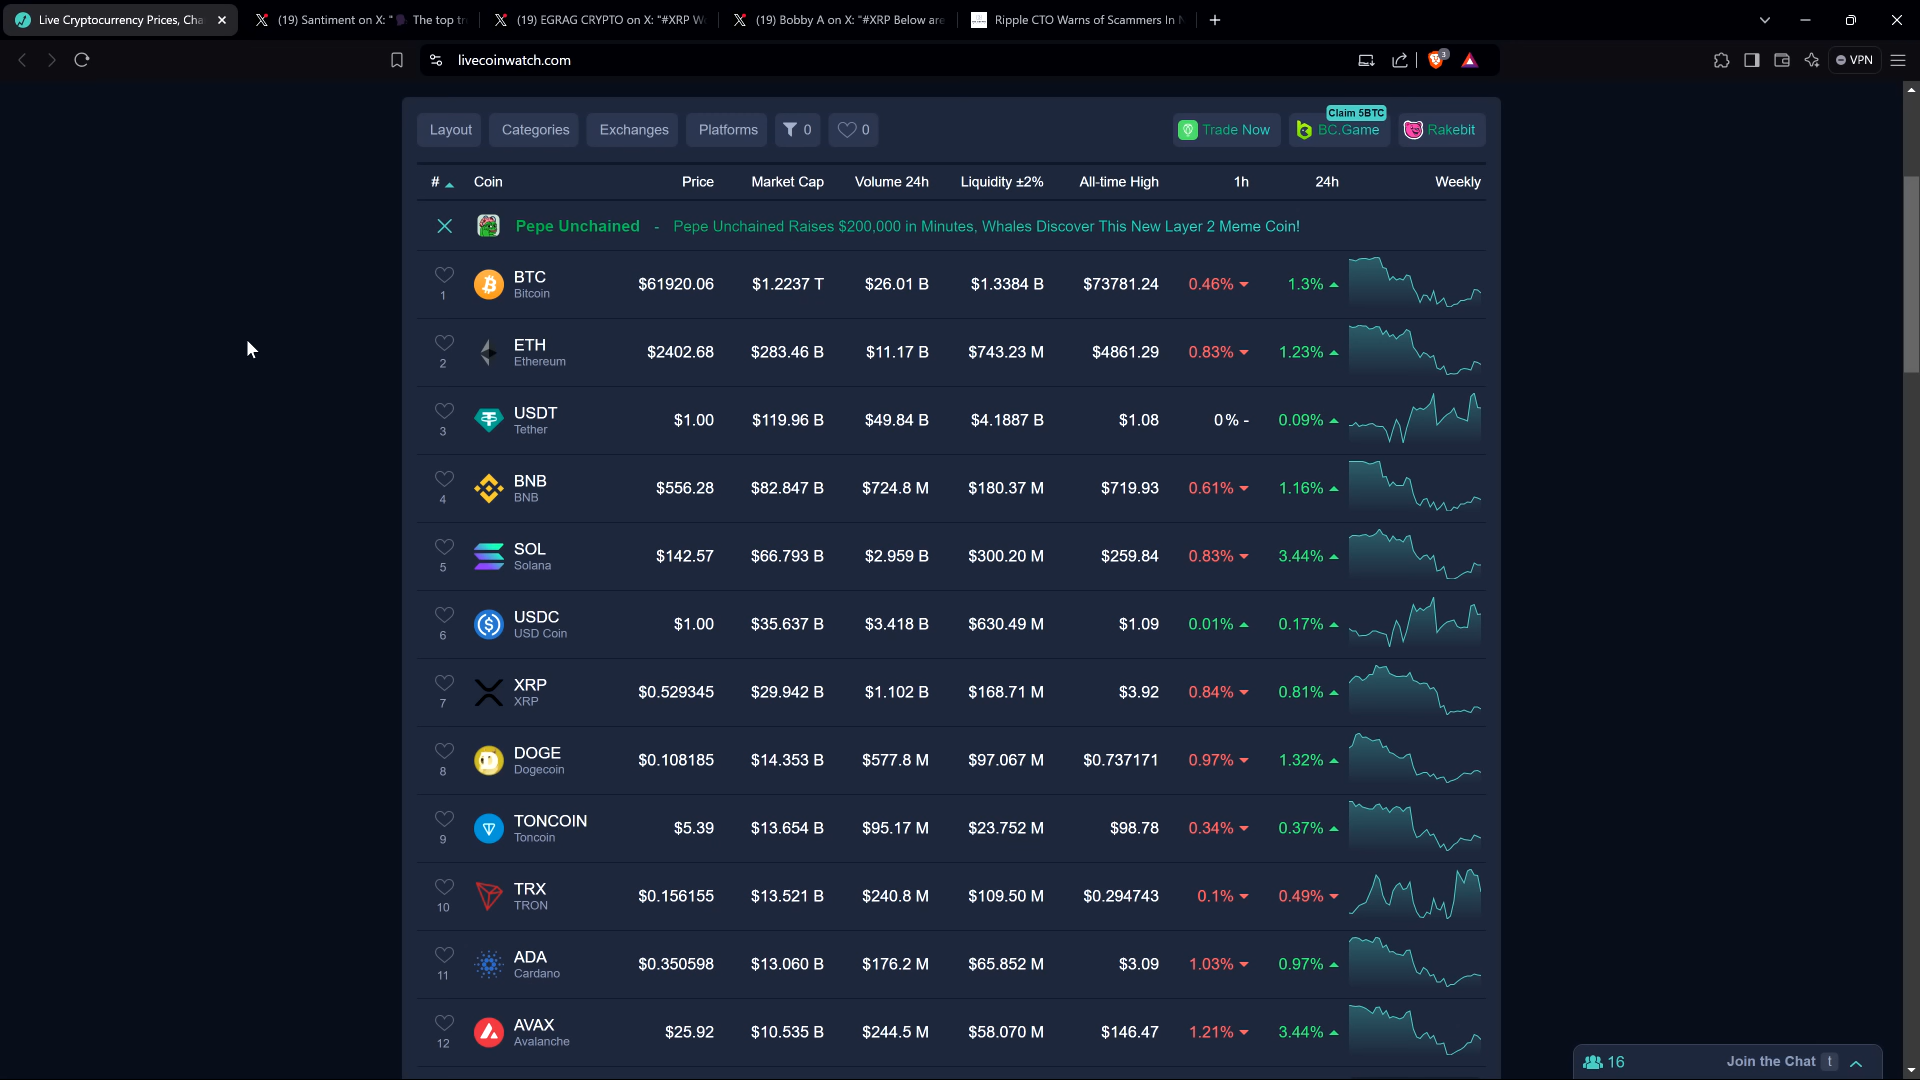 Live Cryptocurrency Prices, Cha
(19) Santiment on X: " The top tr
(19) EGRAG CRYPTO on X: "#XRP W
(19) Bobby A on X: "#XRP Below are
Ripple CTO Warns of Scammers In N
livecoinwatch.com
3
VPN
Layout Categories Exchanges Platforms 0 0
Claim 5BTC
Trade Now BC.Game Rakebit
# Coin Price Market Cap Volume 24h Liquidity ±2% All-time High 1h 24h Weekly
Pepe Unchained - Pepe Unchained Raises $200,000 in Minutes, Whales Discover This New Layer 2 Meme Coin!
1 BTC $61920.06 $1.2237 T $26.01 B $1.3384 B $73781.24 0.46% 1.3%
Bitcoin
2 ETH $2402.68 $283.46 B $11.17 B $743.23 M $4861.29 0.83% 1.23%
Ethereum
3 USDT $1.00 $119.96 B $49.84 B $4.1887 B $1.08 0% - 0.09%
Tether
4 BNB $556.28 $82.847 B $724.8 M $180.37 M $719.93 0.61% 1.16%
BNB
5 SOL $142.57 $66.793 B $2.959 B $300.20 M $259.84 0.83% 3.44%
Solana
6 USDC $1.00 $35.637 B $3.418 B $630.49 M $1.09 0.01% 0.17%
USD Coin
7 XRP $0.529345 $29.942 B $1.102 B $168.71 M $3.92 0.84% 0.81%
XRP
8 DOGE $0.108185 $14.353 B $577.8 M $97.067 M $0.737171 0.97% 1.32%
Dogecoin
9 TONCOIN $5.39 $13.654 B $95.17 M $23.752 M $98.78 0.34% 0.37%
Toncoin
10 TRX $0.156155 $13.521 B $240.8 M $109.50 M $0.294743 0.1% 0.49%
TRON
11 ADA $0.350598 $13.060 B $176.2 M $65.852 M $3.09 1.03% 0.97%
Cardano
12 AVAX $25.92 $10.535 B $244.5 M $58.070 M $146.47 1.21% 3.44%
Avalanche
16 Join the Chat t